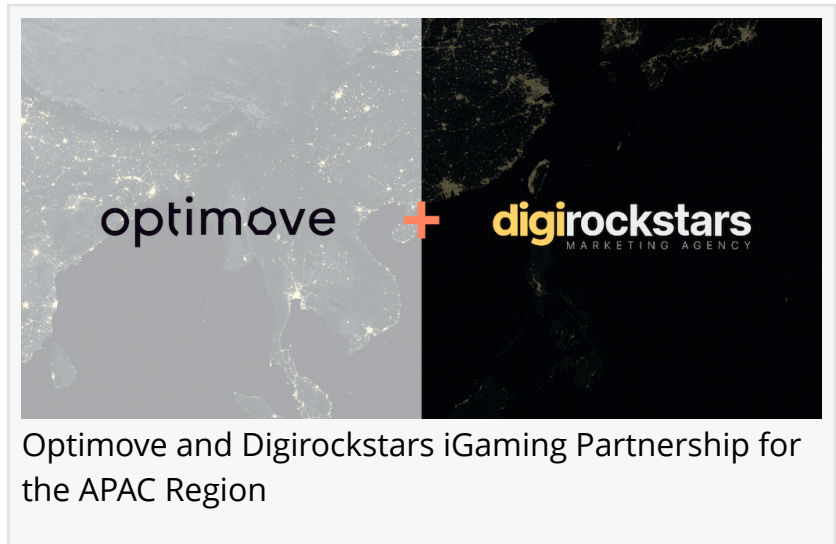 optimove
+
digirockstars
MARKETING AGENCY
Optimove and Digirockstars iGaming Partnership for
the APAC Region